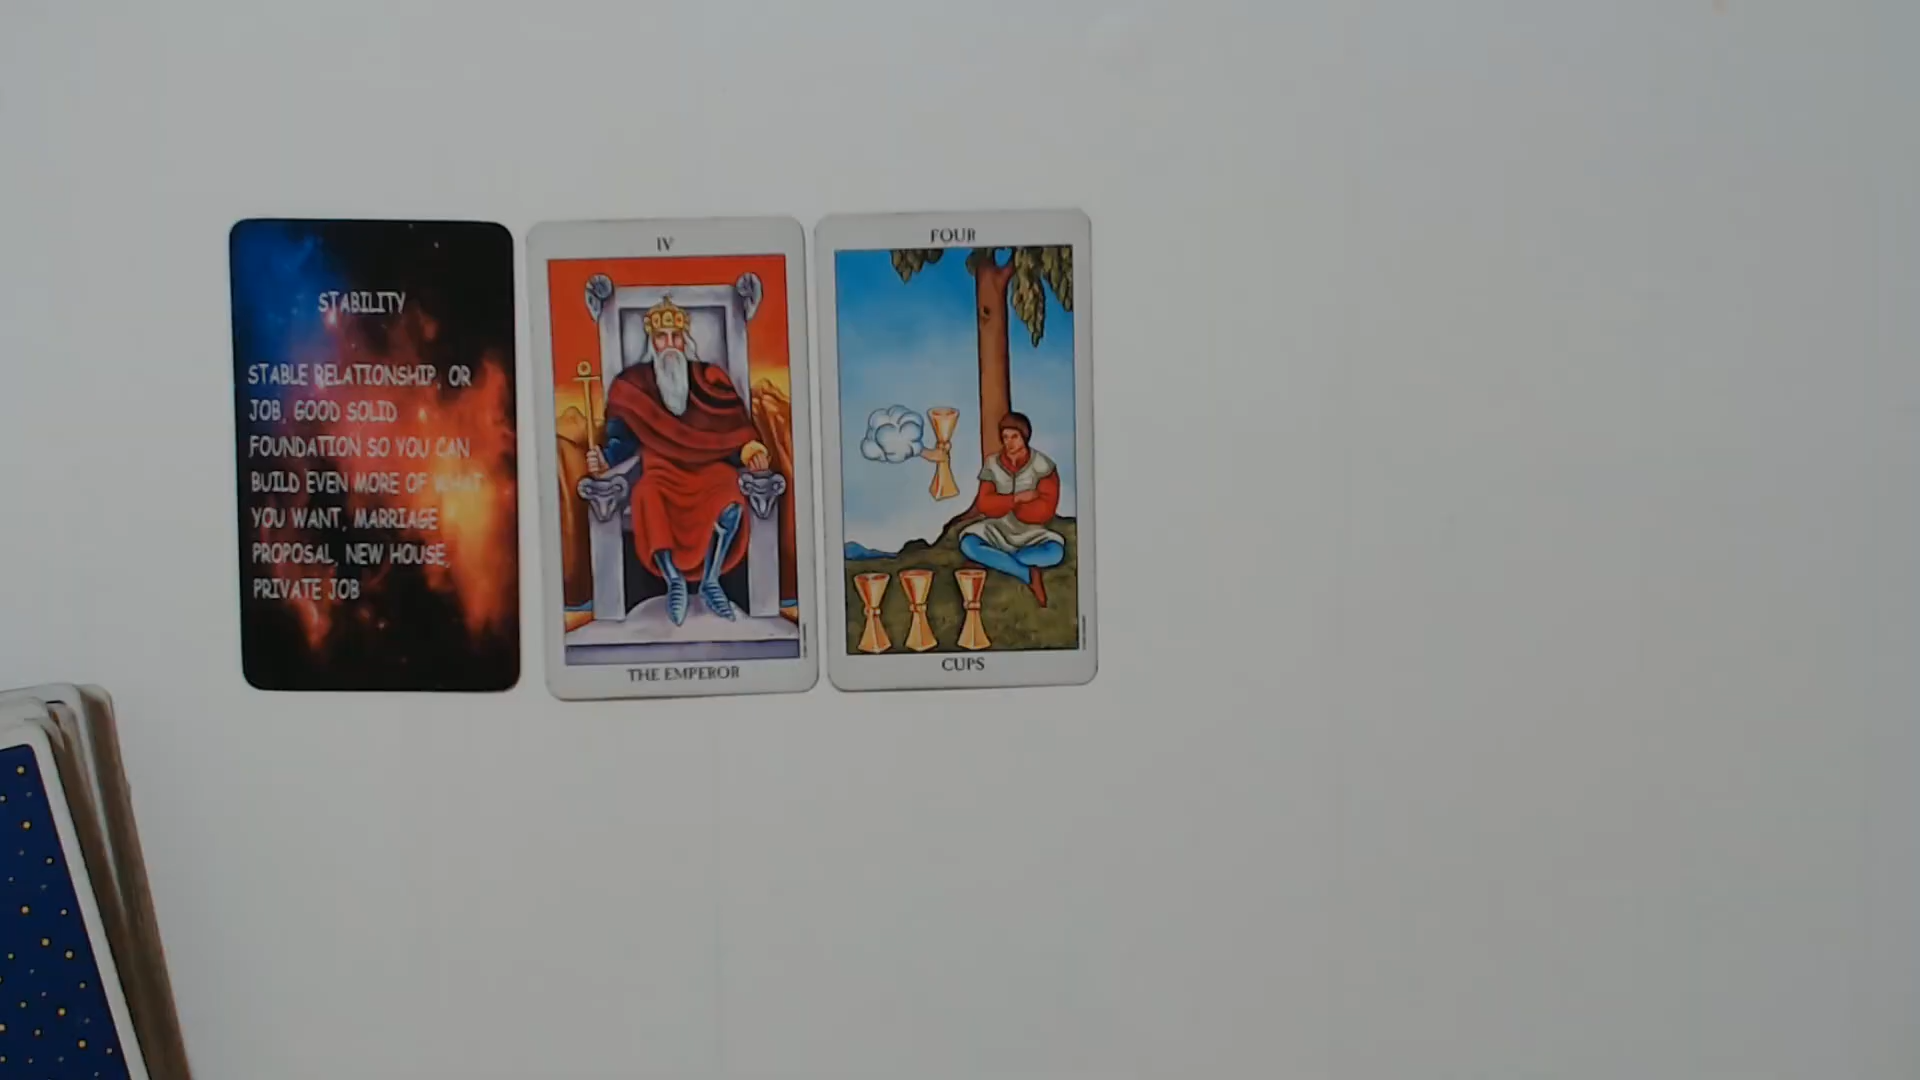 STABILITY
STABLE RELATIONSHIP, OR
JOB, GOOD SOLID
FOUNDATION SO YOU CAN
BUILD EVEN MORE OF WHAT
YOU WANT, MARRIAGE
PROPOSAL, NEW HOUSE,
PRIVATE JOB
IV
THE EMPEROR
FOUR
CUPS